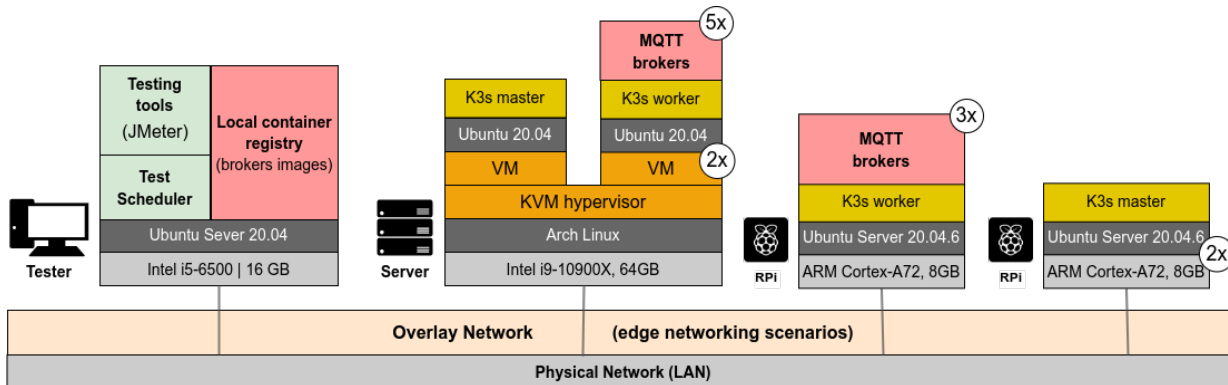 Testing
tools
(JMeter)
Test
Scheduler
Local container
registry
(brokers images)
Ubuntu Sever 20.04
Intel i5-6500 | 16 GB
Tester
5x
MQTT
brokers
K3s master
K3s worker
Ubuntu 20.04
Ubuntu 20.04
VM
VM
2x
KVM hypervisor
Arch Linux
Intel i9-10900X, 64GB
Server
3x
MQTT
brokers
K3s worker
Ubuntu Server 20.04.6
ARM Cortex-A72, 8GB
RPi
K3s master
Ubuntu Server 20.04.6
ARM Cortex-A72, 8GB
2x
RPi
Overlay Network (edge networking scenarios)
Physical Network (LAN)